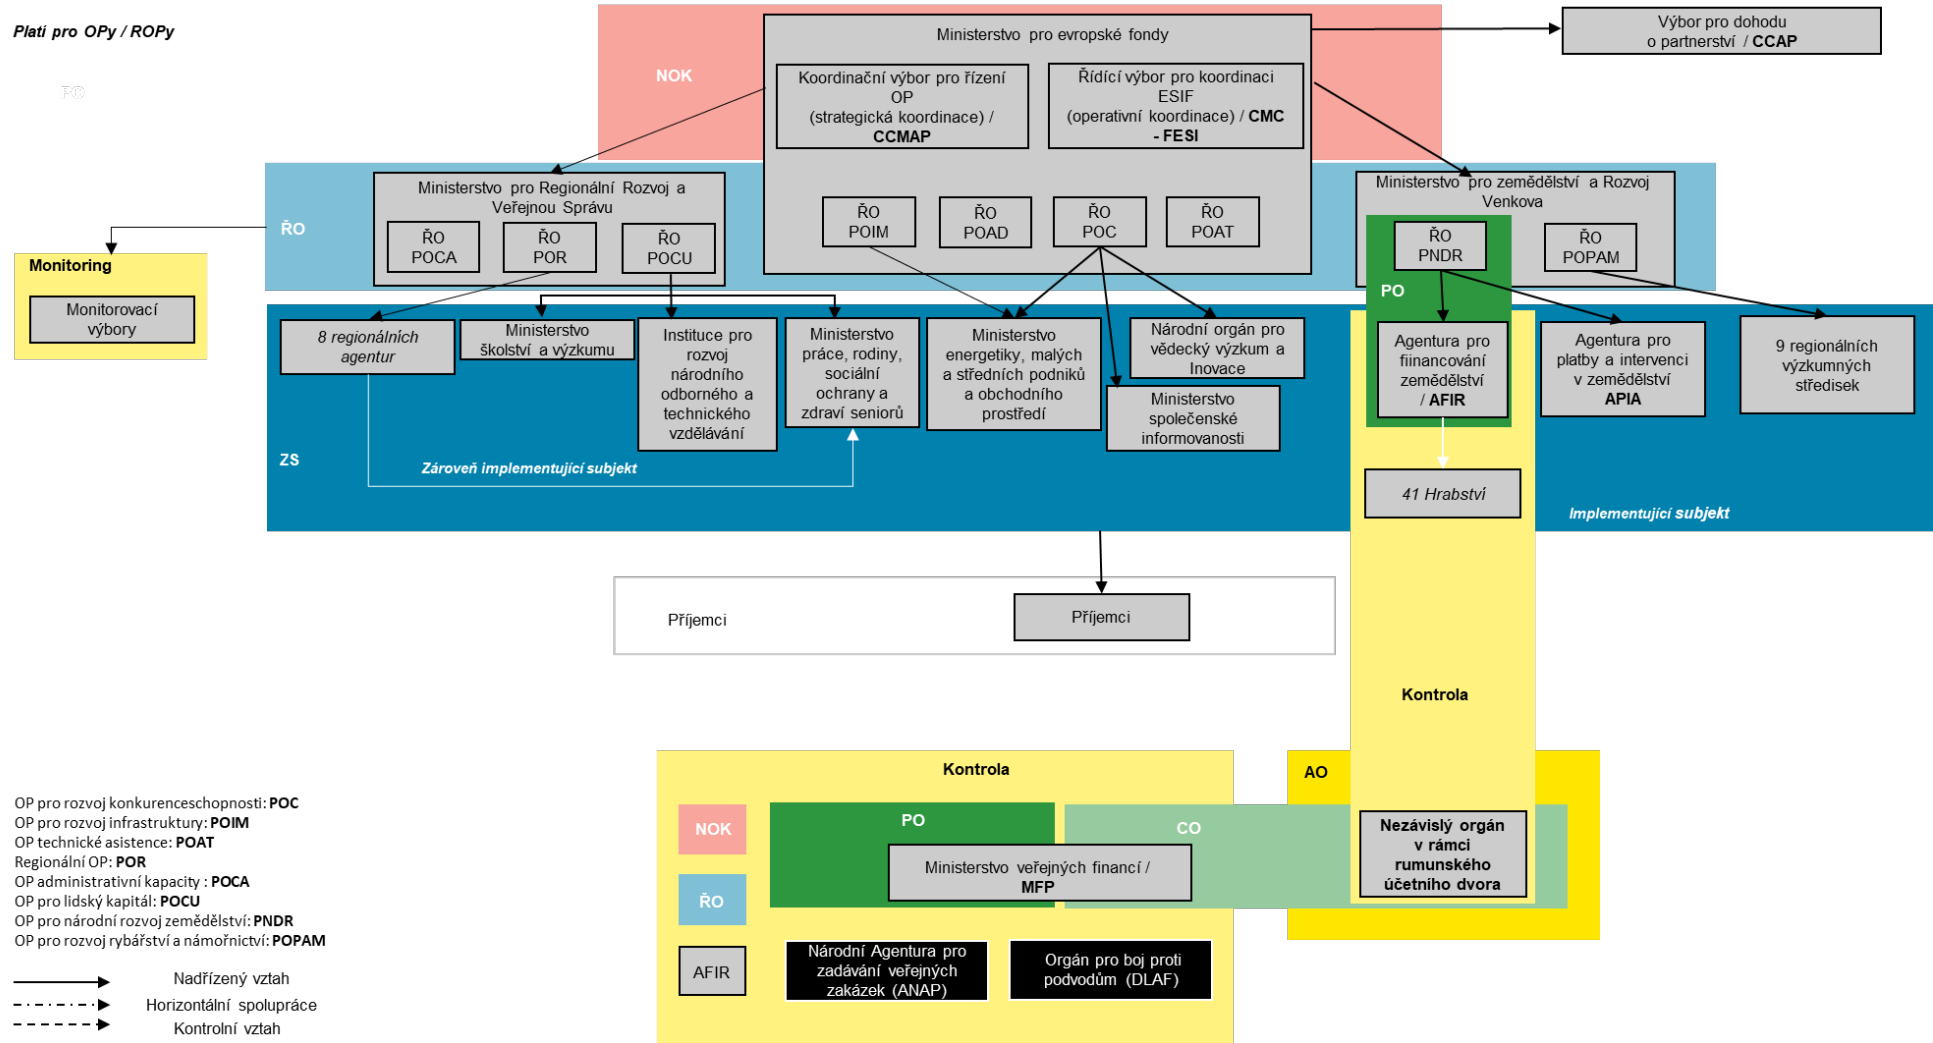 Plati pro OPy / ROPy
PO
NOK
Ministerstvo pro evropské fondy
Výbor pro dohodu
o partnerství / CCAP
Koordinační výbor pro řízení
OP
(strategická koordinace) /
CCMAP
Řídící výbor pro koordinaci
ESIF
(operativní koordinace) / CMC
- FESI
ŘO
Ministerstvo pro Regionální Rozvoj a
Veřejnou Správu
ŘO
POCA
ŘO
POR
ŘO
POCU
ŘO
POIM
ŘO
POAD
ŘO
POC
ŘO
POAT
Ministerstvo pro zemědělství a Rozvoj
Venkova
ŘO
PNDR
ŘO
POPAM
PO
Monitoring
Monitorovací
výbory
8 regionálních
agentur
Ministerstvo
školství a výzkumu
Instituce pro
rozvoj
národního
odborného a
technického
vzdělávání
Ministerstvo
práce, rodiny,
sociální
ochrany a
zdraví seniorů
Ministerstvo
energetiky, malých
a středních podniků
a obchodního
prostředí
Národní orgán pro
vědecký výzkum a
Inovace
Ministerstvo
společenské
informovanosti
Agentura pro
fiinancování
zemědělství
/ AFIR
Agentura pro
platby a intervenci
v zemědělství
APIA
9 regionálních
výzkumných
středisek
ZS
Zároveň implementující subjekt
41 Hrabství
Implementující subjekt
Příjemci
Příjemci
Kontrola
Kontrola
AO
NOK
PO
CO
Ministerstvo veřejných financí /
MFP
Nezávislý orgán
v rámci
rumunského
účetního dvora
ŘO
AFIR
Národní Agentura pro
zadávání veřejných
zakázek (ANAP)
Orgán pro boj proti
podvodům (DLAF)
OP pro rozvoj konkurenceschopnosti: POC
OP pro rozvoj infrastruktury: POIM
OP technické asistence: POAT
Regionální OP: POR
OP administrativní kapacity : POCA
OP pro lidský kapitál: POCU
OP pro národní rozvoj zemědělství: PNDR
OP pro rozvoj rybářství a námořnictví: POPAM
Nadřízený vztah
Horizontální spolupráce
Kontrolní vztah